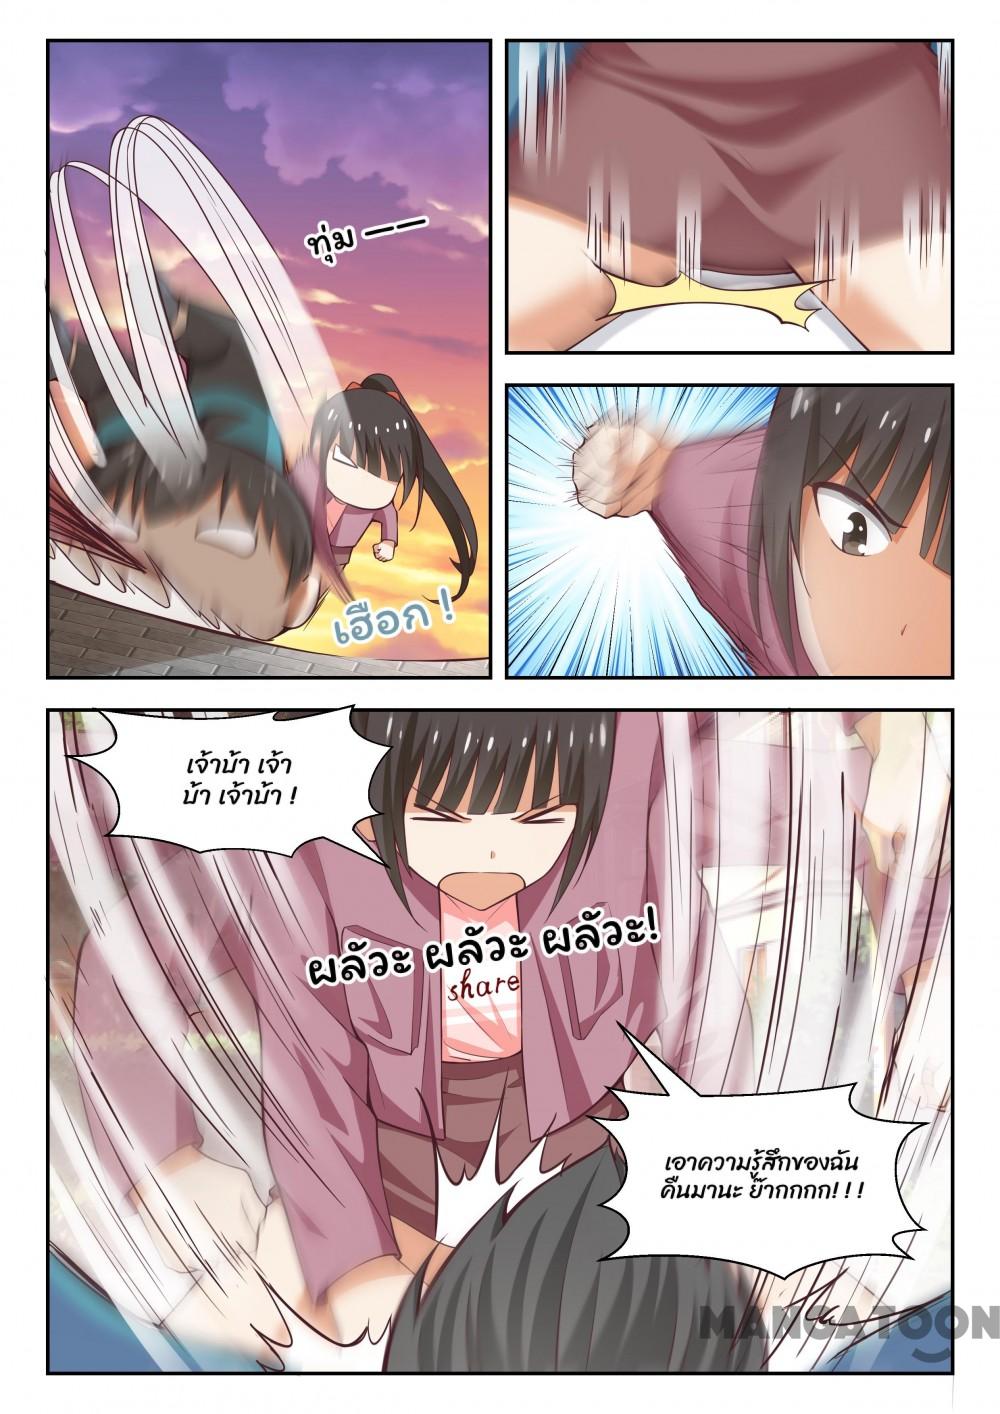 ทุ่ม ——
เฮือก !
เจ้าบ้า เจ้า
บ้า เจ้าบ้า !
ผลัวะ ผลัวะ ผลัวะ!
share
เอาความรู้สึกของฉัน
คืนมานะ ย๊ากกกก!!!
MANGATOON